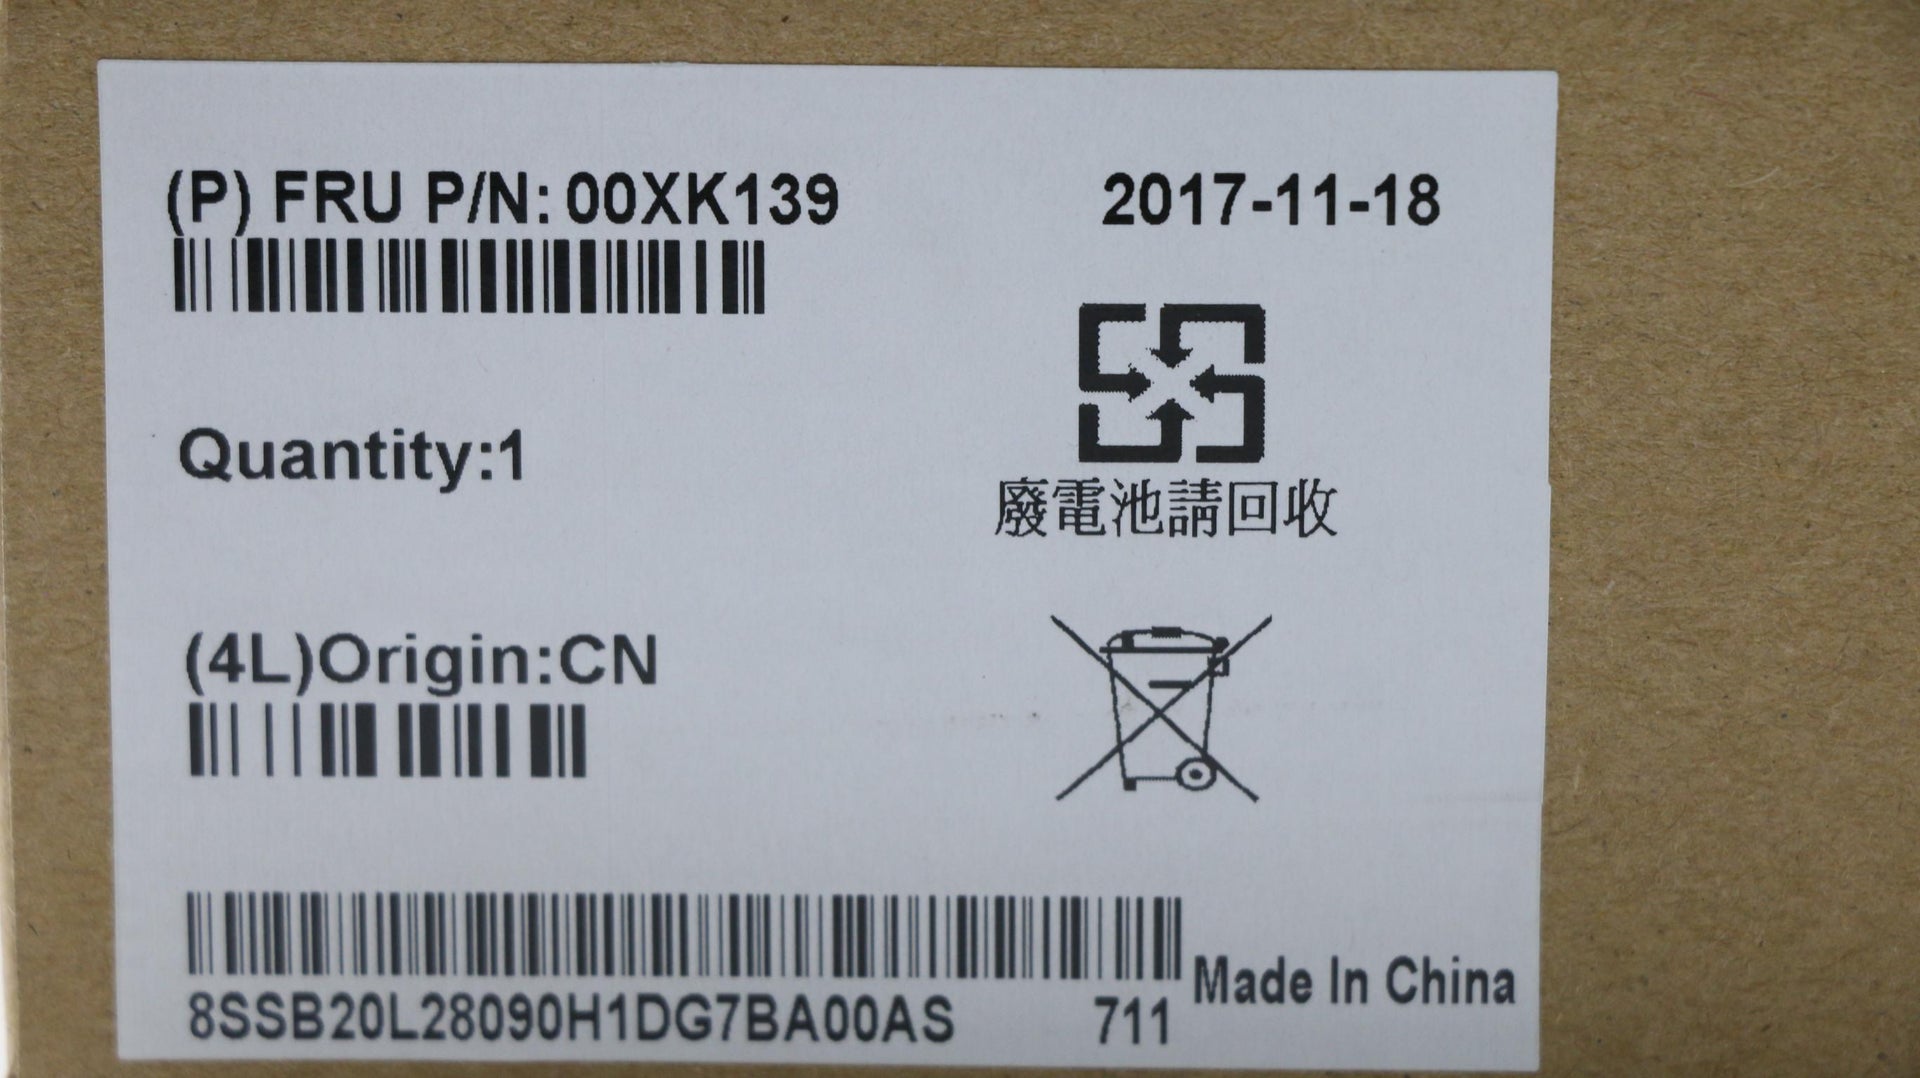 (P) FRU P/N: 00XK139
2017-11-18
Quantity:1
廢電池請回收
(4L)Origin:CN
8SSB20L28090H1DG7BA00AS 711
Made In China